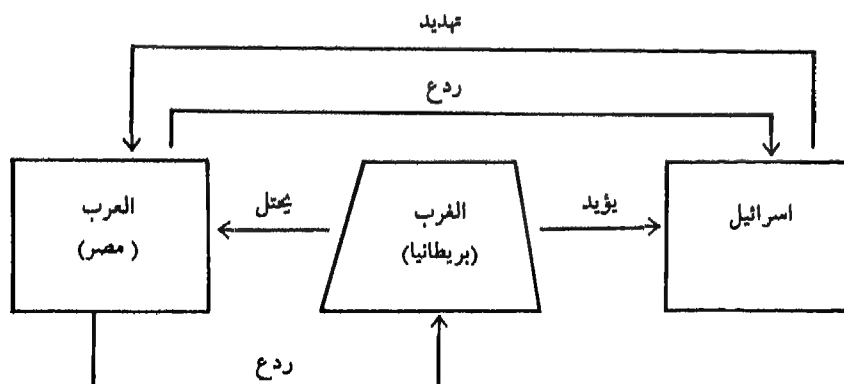 تهديد
ردع
العرب
(مصر)
يحتل
الغرب
(بريطانيا)
يؤيد
اسرائيل
ردع